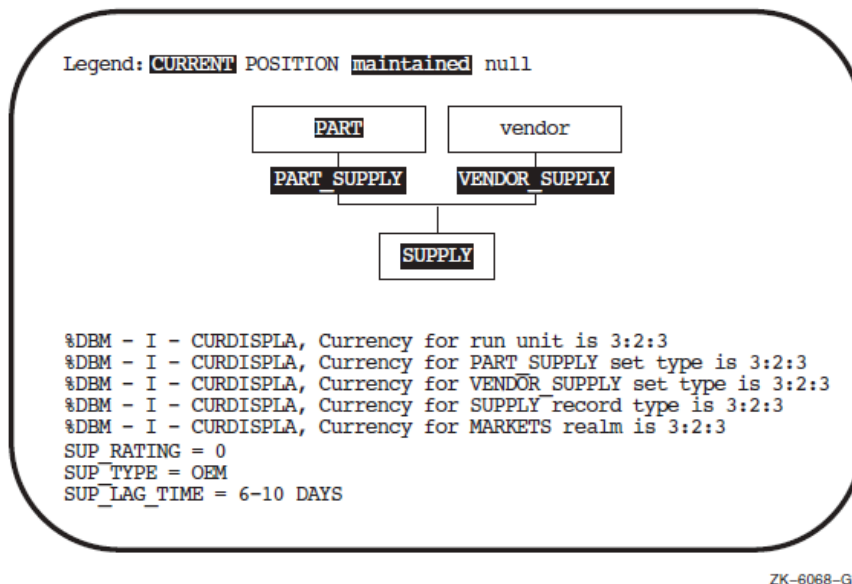 Legend: CURRENT POSITION maintained null
PART vendor
PART_SUPPLY VENDOR_SUPPLY
SUPPLY
%DBM - I - CURDISPLA, Currency for run unit is 3:2:3
%DBM - I - CURDISPLA, Currency for PART_SUPPLY set type is 3:2:3
%DBM - I - CURDISPLA, Currency for VENDOR_SUPPLY set type is 3:2:3
%DBM - I - CURDISPLA, Currency for SUPPLY record type is 3:2:3
%DBM - I - CURDISPLA, Currency for MARKETS realm is 3:2:3
SUP_RATING = 0
SUP_TYPE = OEM
SUP_LAG_TIME = 6-10 DAYS
ZK-6068-G